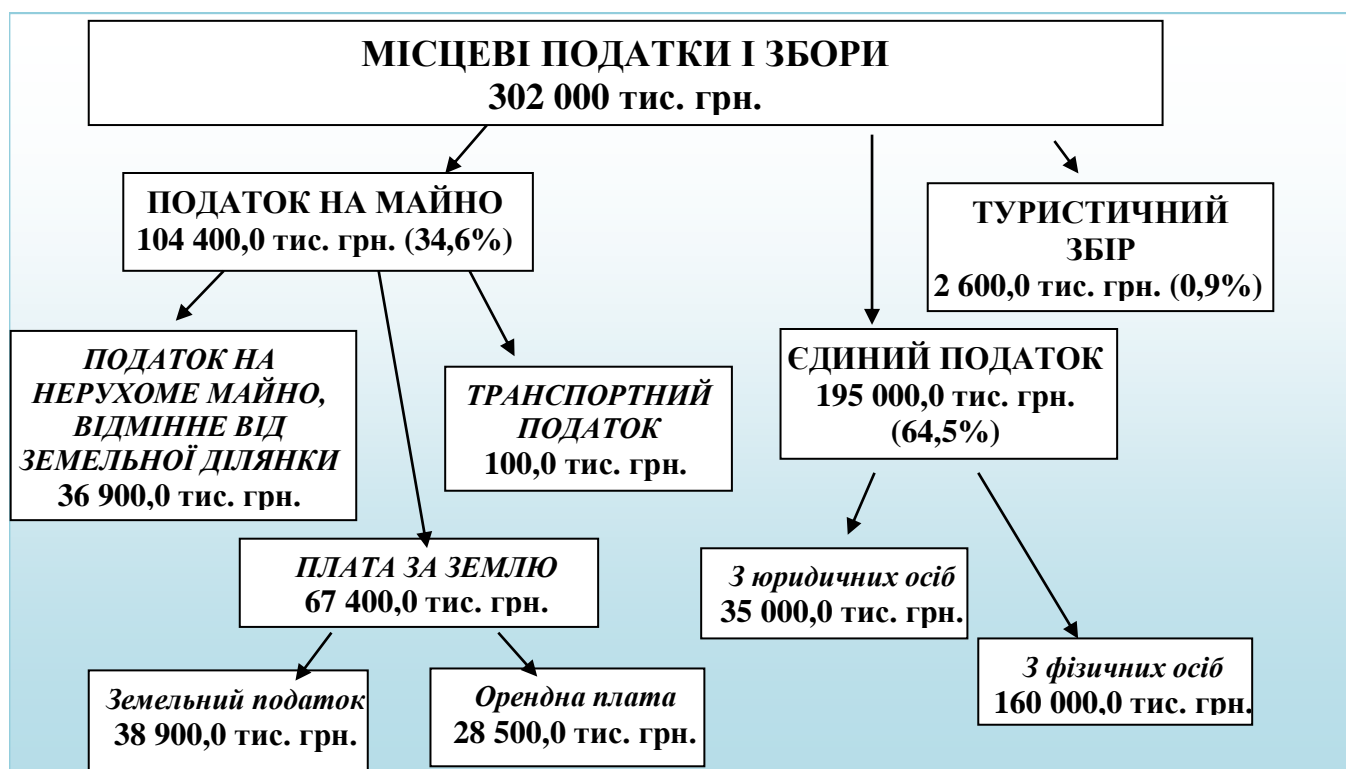 МІСЦЕВІ ПОДАТКИ І ЗБОРИ
302 000 тис. грн.
ПОДАТОК НА МАЙНО
104 400,0 тис. грн. (34,6%)
ТУРИСТИЧНИЙ
ЗБІР
2 600,0 тис. грн. (0,9%)
ПОДАТОК НА
НЕРУХОМЕ МАЙНО,
ВІДМІННЕ ВІД
ЗЕМЕЛЬНОЇ ДІЛЯНКИ
36 900,0 тис. грн.
ТРАНСПОРТНИЙ
ПОДАТОК
100,0 тис. грн.
ЄДИНИЙ ПОДАТОК
195 000,0 тис. грн.
(64,5%)
ПЛАТА ЗА ЗЕМЛЮ
67 400,0 тис. грн.
З юридичних осіб
35 000,0 тис. грн.
З фізичних осіб
160 000,0 тис. грн.
Земельний податок
38 900,0 тис. грн.
Орендна плата
28 500,0 тис. грн.